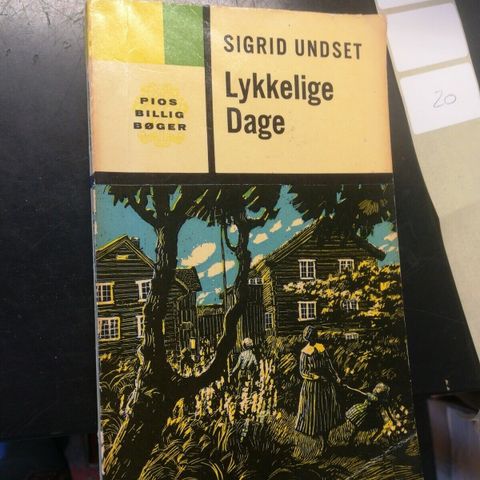 SIGRID UNDSET
Lykkelige
Dage
PIOS
BILLIG
BØGER
20